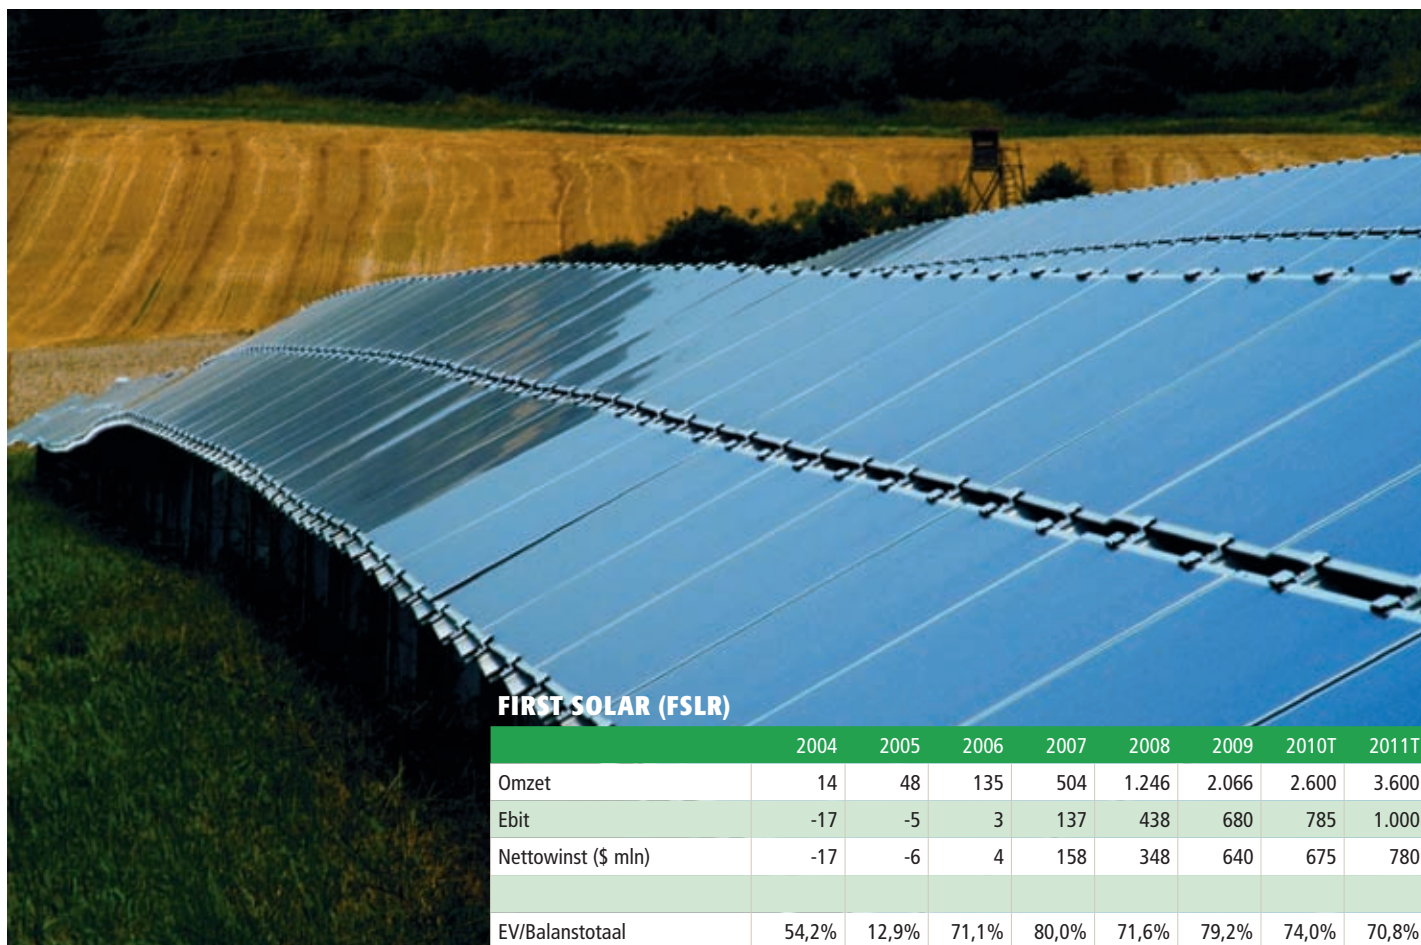 FIRST SOLAR (FSLR)
2004 2005 2006 2007 2008 2009 2010T 2011T
Omzet 14 48 135 504 1.246 2.066 2.600 3.600
Ebit -17 -5 3 137 438 680 785 1.000
Nettowinst ($ mln) -17 -6 4 158 348 640 675 780
EV/Balanstotaal 54,2% 12,9% 71,1% 80,0% 71,6% 79,2% 74,0% 70,8%